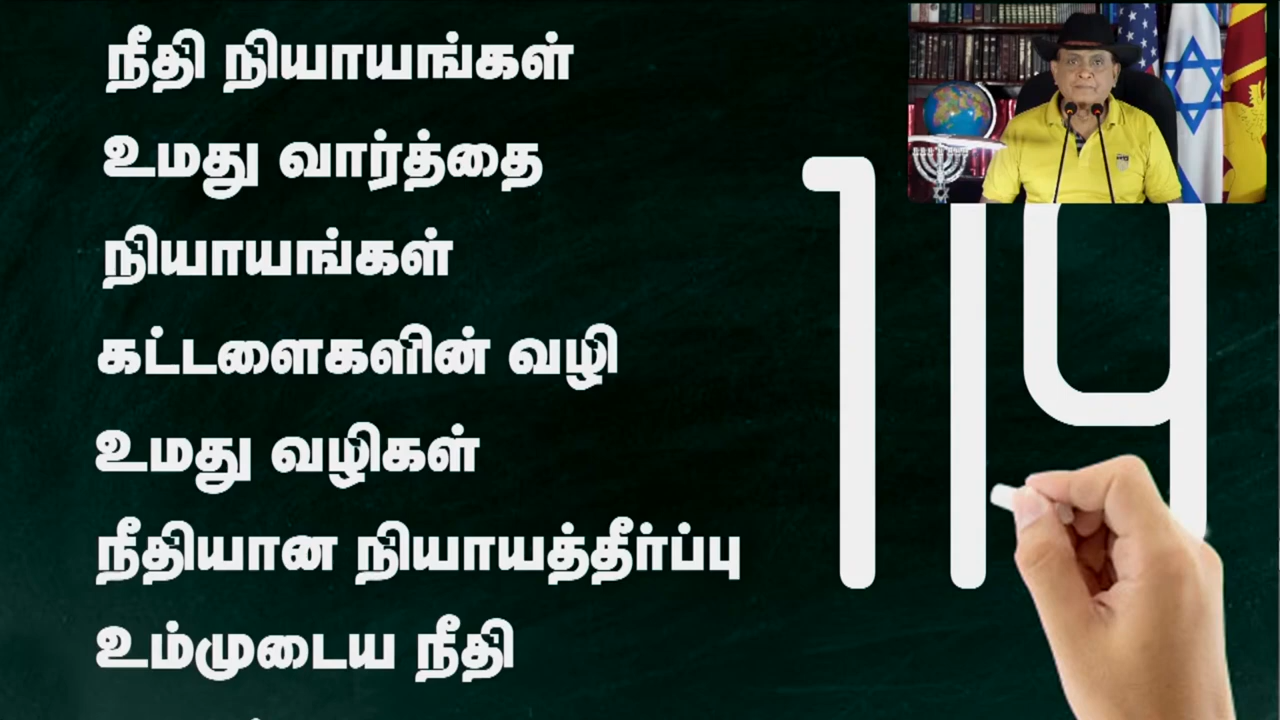 நீதி நியாயங்கள்
உமது வார்த்தை
நியாயங்கள்
கட்டளைகளின் வழி
உமது வழிகள்
நீதியான நியாயத்தீர்ப்பு
உம்முடைய நீதி
119